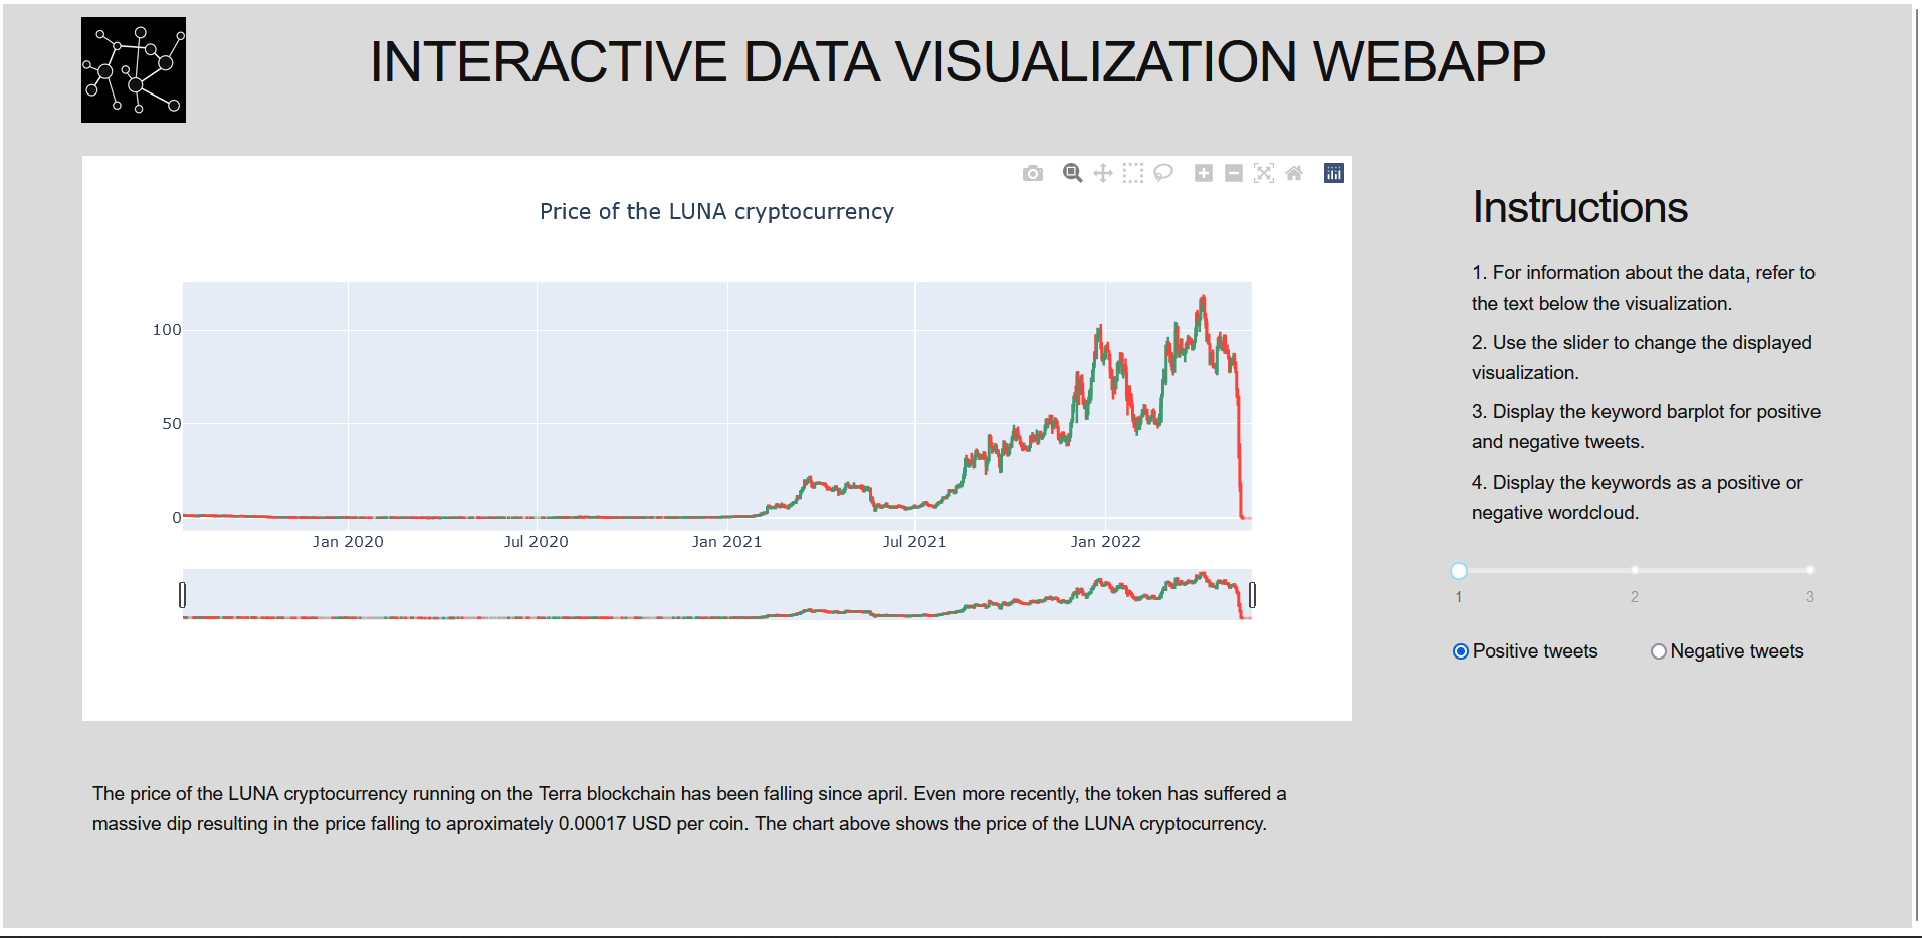 INTERACTIVE DATA VISUALIZATION WEBAPP
Price of the LUNA cryptocurrency
100
50
0
Jan 2020
Jul 2020
Jan 2021
Jul 2021
Jan 2022
Instructions
1. For information about the data, refer to
the text below the visualization.
2. Use the slider to change the displayed
visualization.
3. Display the keyword barplot for positive
and negative tweets.
4. Display the keywords as a positive or
negative wordcloud.
1
2
3
Positive tweets
Negative tweets
The price of the LUNA cryptocurrency running on the Terra blockchain has been falling since april. Even more recently, the token has suffered a
massive dip resulting in the price falling to aproximately 0.00017 USD per coin. The chart above shows the price of the LUNA cryptocurrency.